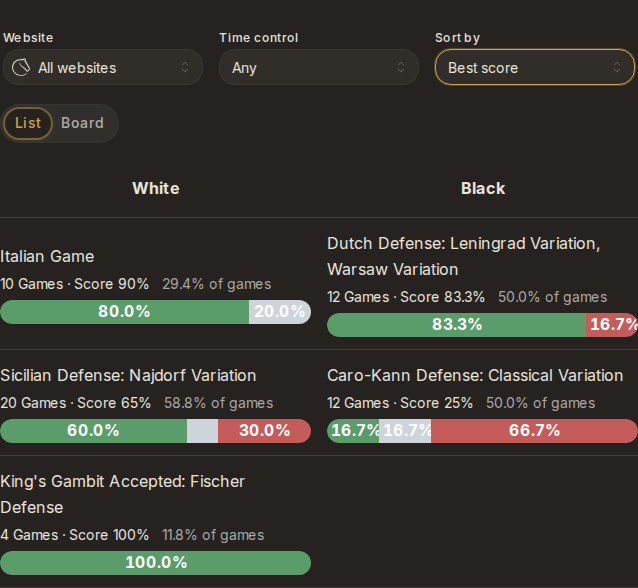 Website
Time control
Sort by
All websites
Any
Best score
List
Board
White
Black
Italian Game
10 Games · Score 90% 29.4% of games
80.0% 20.0%
Dutch Defense: Leningrad Variation,
Warsaw Variation
12 Games · Score 83.3% 50.0% of games
83.3% 16.7%
Sicilian Defense: Najdorf Variation
20 Games · Score 65% 58.8% of games
60.0% 30.0%
Caro-Kann Defense: Classical Variation
12 Games · Score 25% 50.0% of games
16.7% 16.7% 66.7%
King's Gambit Accepted: Fischer
Defense
4 Games · Score 100% 11.8% of games
100.0%